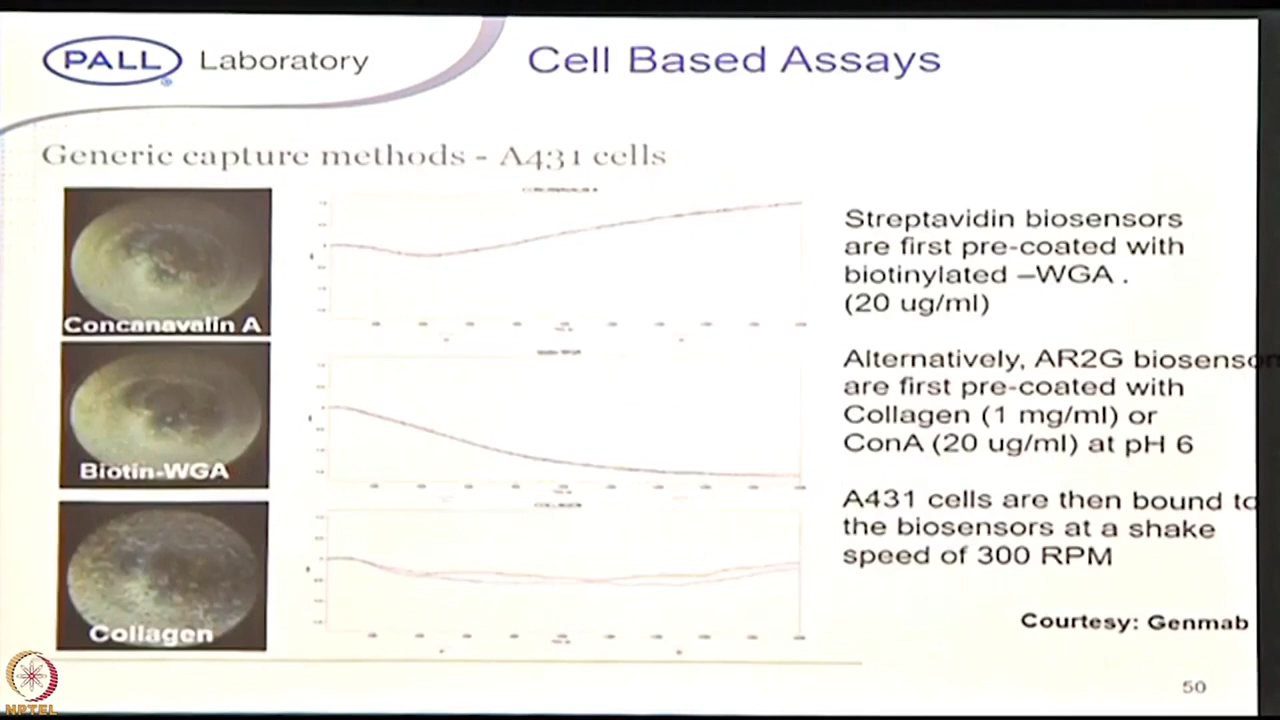 PALL Laboratory
Cell Based Assays
Generic capture methods - A431 cells
Concanavalin A
Biotin-WGA
Collagen
COLLAGEN
Streptavidin biosensors
are first pre-coated with
biotinylated –WGA .
(20 ug/ml)
Alternatively, AR2G biosensor
are first pre-coated with
Collagen (1 mg/ml) or
ConA (20 ug/ml) at pH 6
A431 cells are then bound to
the biosensors at a shake
speed of 300 RPM
Courtesy: Genmab
50
NPTEL